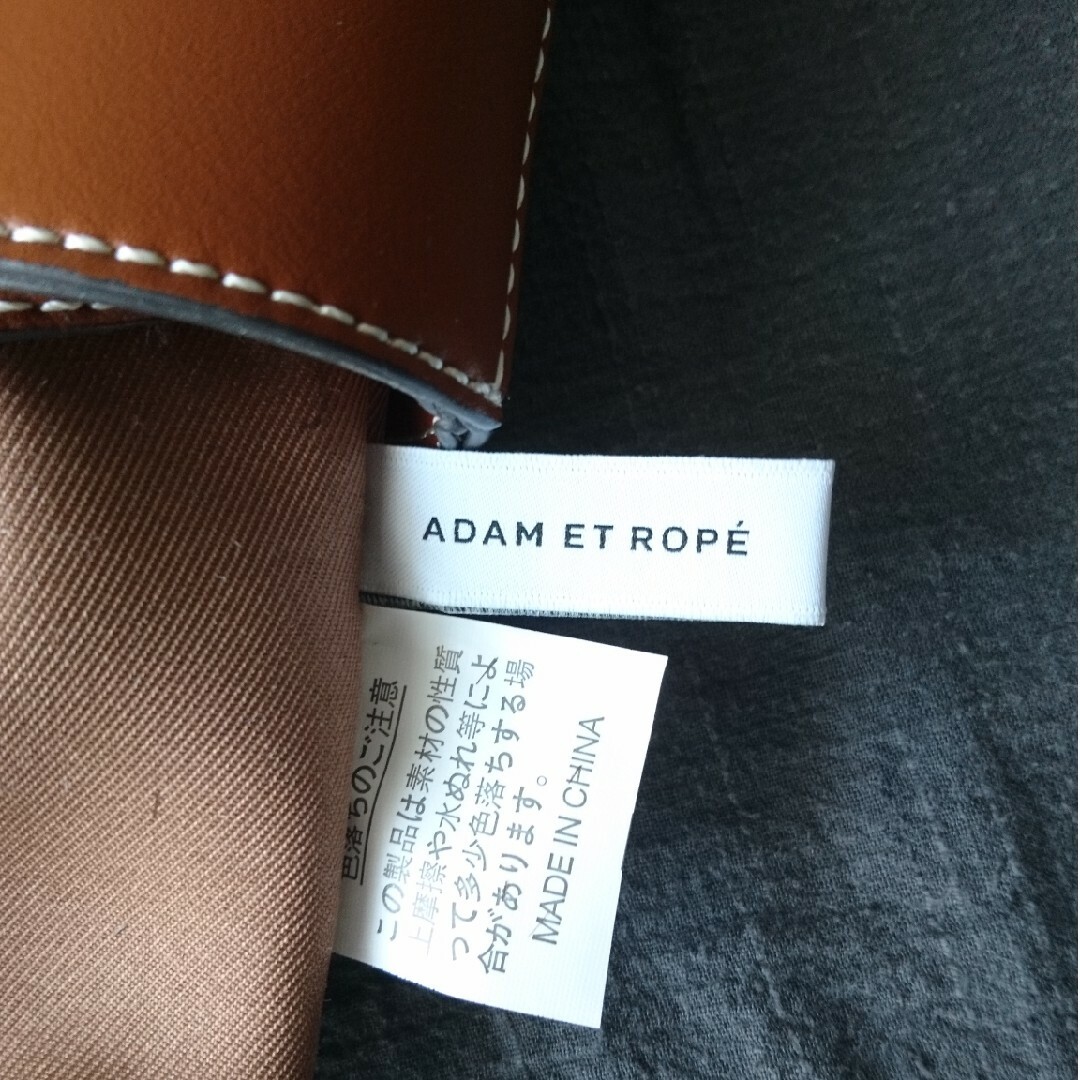 ADAM ET ROPÉ
色落ちのご注意
この製品は素材の性質
上摩擦や水ぬれ等によ
って多少色落ちする場
合があります。
MADE IN CHINA